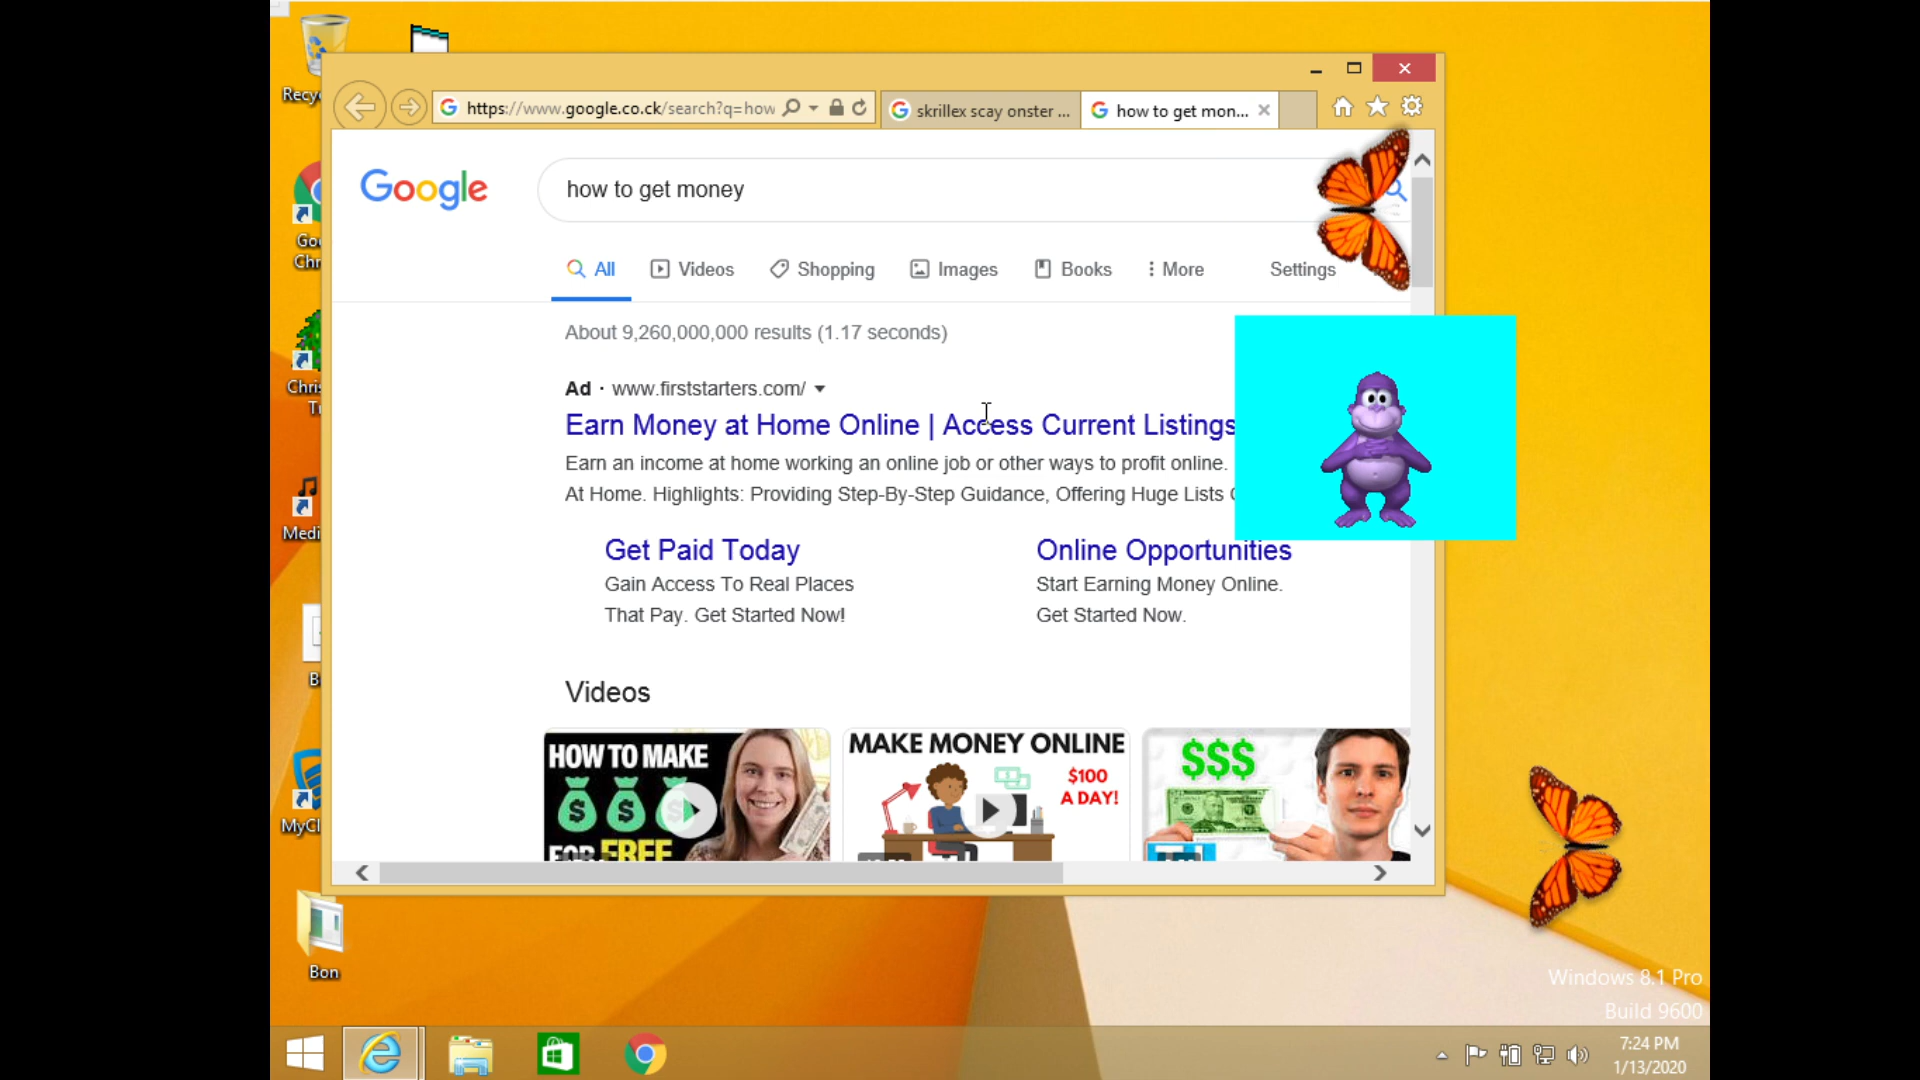 https://www.google.co.ck/search?q=how
skrillex scay onster ...
how to get mon...
Google
how to get money
All
Videos
Shopping
Images
Books
More
Settings
About 9,260,000,000 results (1.17 seconds)
Ad · www.firststarters.com/
Earn Money at Home Online | Access Current Listings
Earn an income at home working an online job or other ways to profit online.
At Home. Highlights: Providing Step-By-Step Guidance, Offering Huge Lists
Get Paid Today
Gain Access To Real Places
That Pay. Get Started Now!
Online Opportunities
Start Earning Money Online.
Get Started Now.
Videos
HOW TO MAKE
$ $ $
FOR FREE
MAKE MONEY ONLINE
$100
A DAY!
$$$
Recy
Goo
Chr
Chris
Tr
Medi
B
MyCl
Bon
Windows 8.1 Pro
Build 9600
7:24 PM
1/13/2020